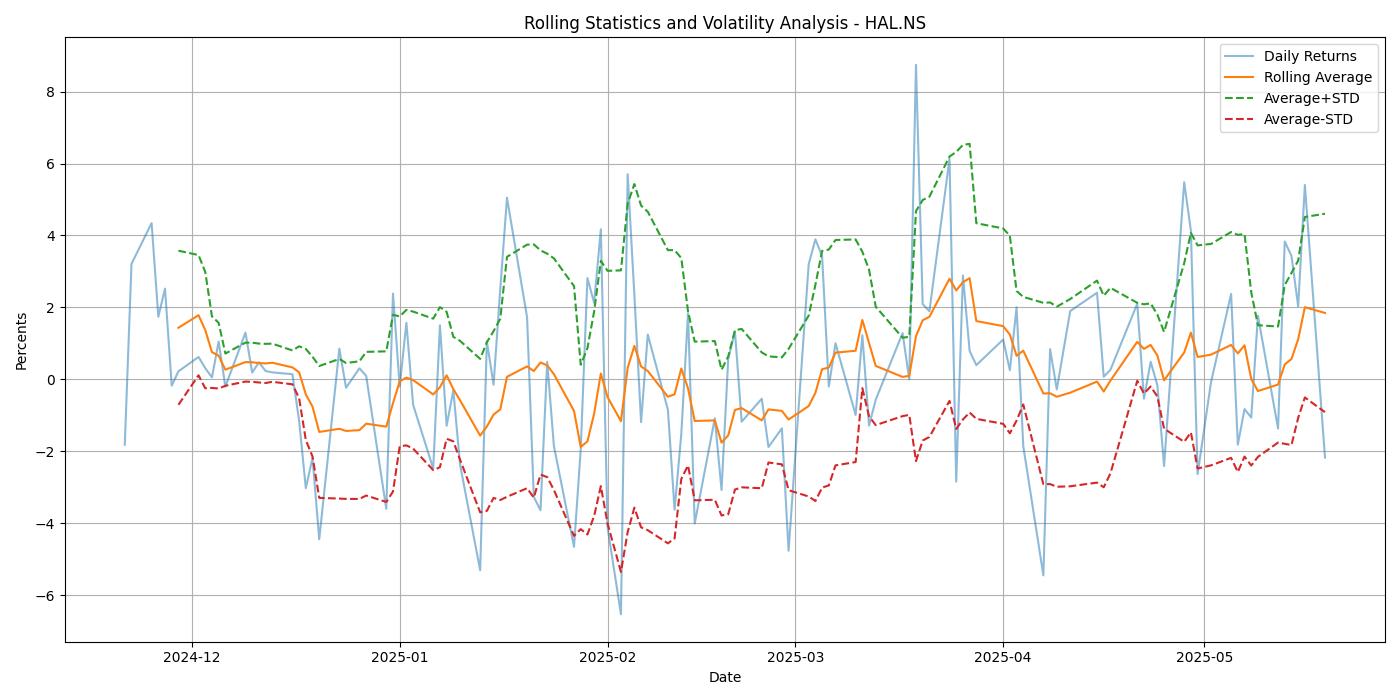 Rolling Statistics and Volatility Analysis - HAL.NS
Daily Returns
Rolling Average
Average+STD
Average-STD
Percents
8
6
4
2
0
−2
−4
−6
2024-12
2025-01
2025-02
2025-03
2025-04
2025-05
Date